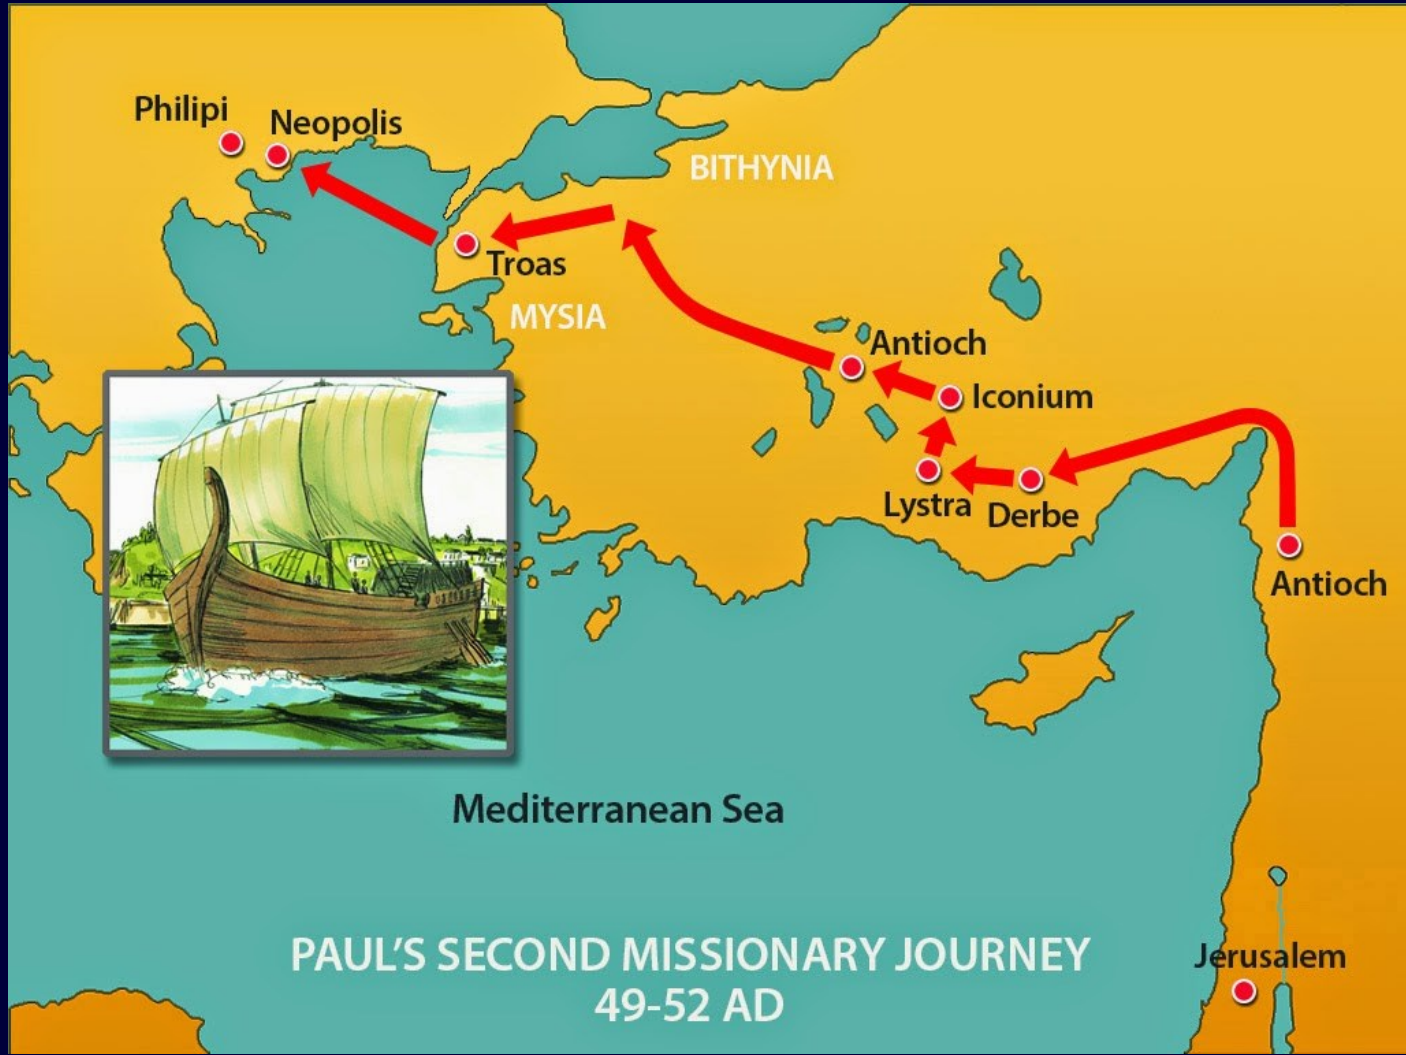 Philipi
Neopolis
BITHYNIA
Troas
MYSIA
Antioch
Iconium
Lystra
Derbe
Antioch
Mediterranean Sea
PAUL'S SECOND MISSIONARY JOURNEY
49-52 AD
Jerusalem